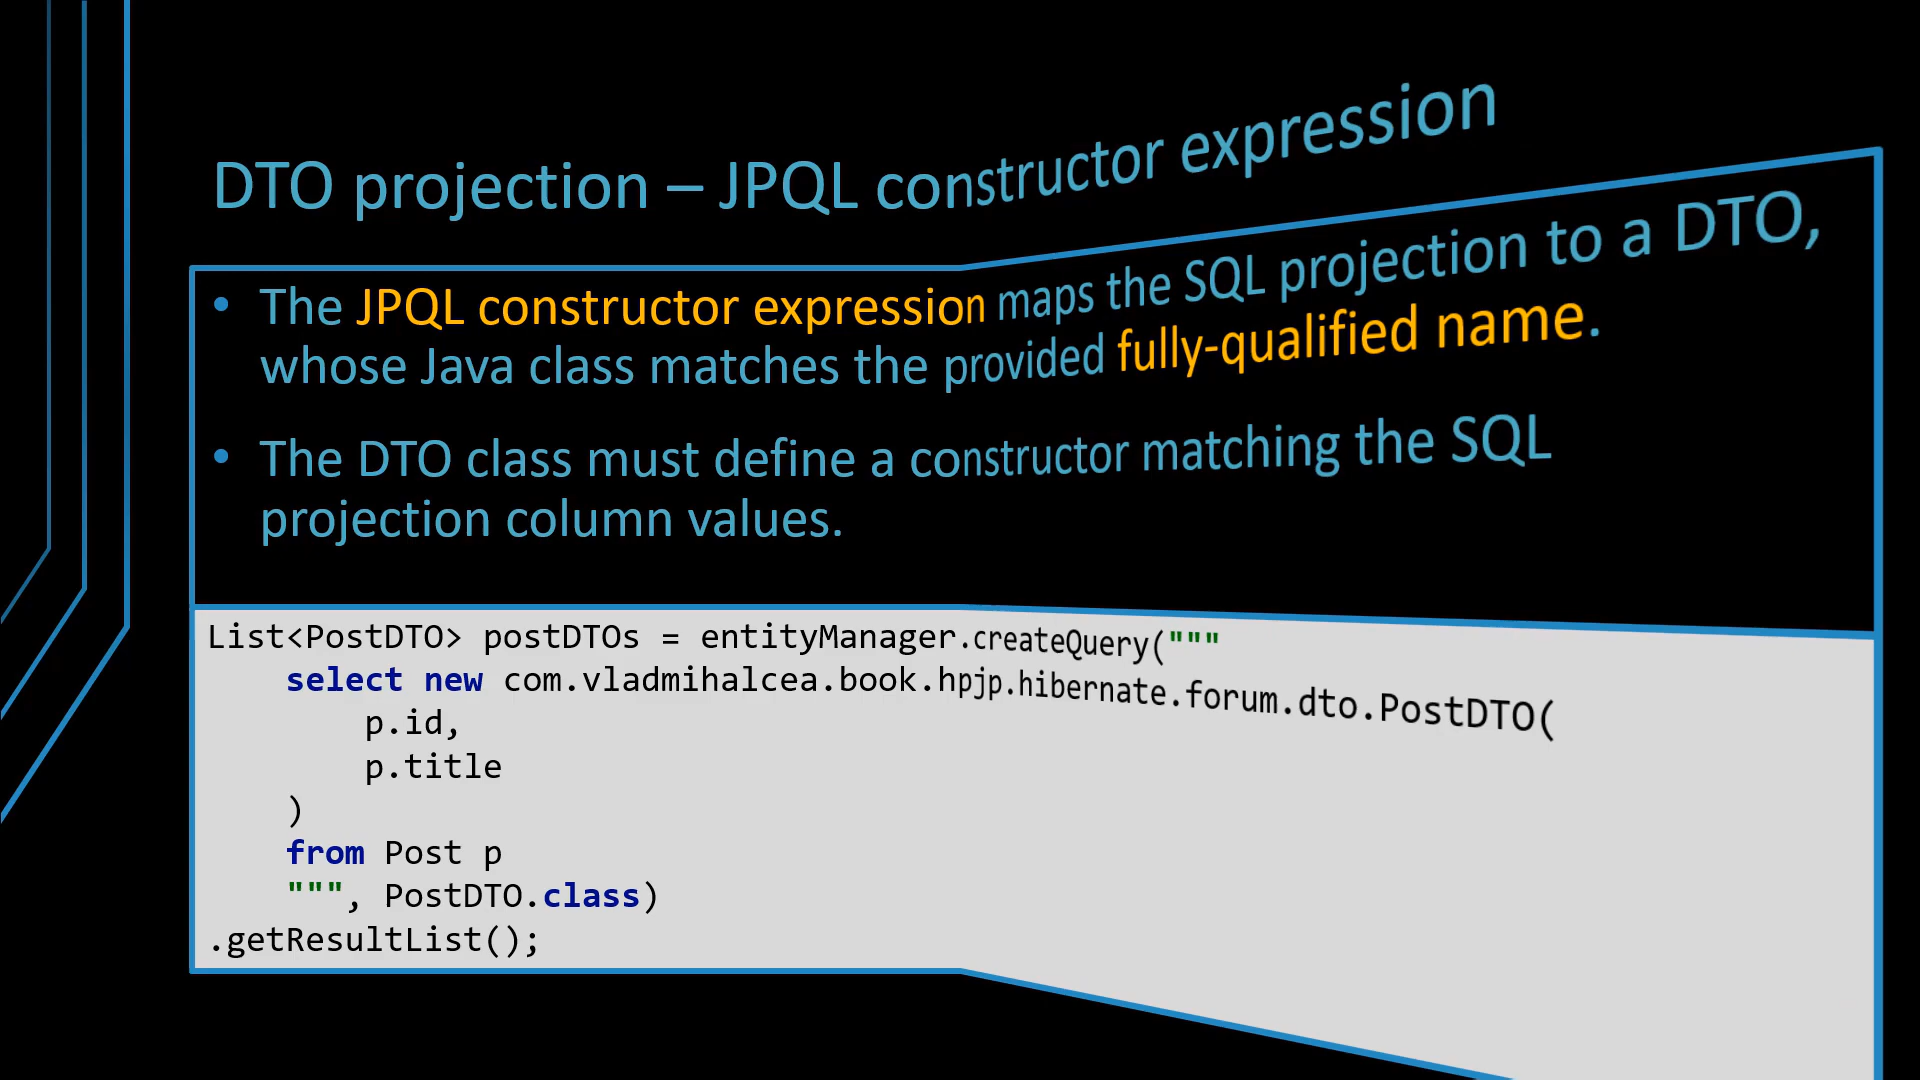 DTO projection – JPQL constructor expression
• The JPQL constructor expression maps the SQL projection to a DTO,
whose Java class matches the provided fully-qualified name.
• The DTO class must define a constructor matching the SQL
projection column values.
List<PostDTO> postDTOs = entityManager.createQuery("""
    select new com.vladmihalcea.book.hpjp.hibernate.forum.dto.PostDTO(
        p.id,
        p.title
    )
    from Post p
    """, PostDTO.class)
.getResultList();